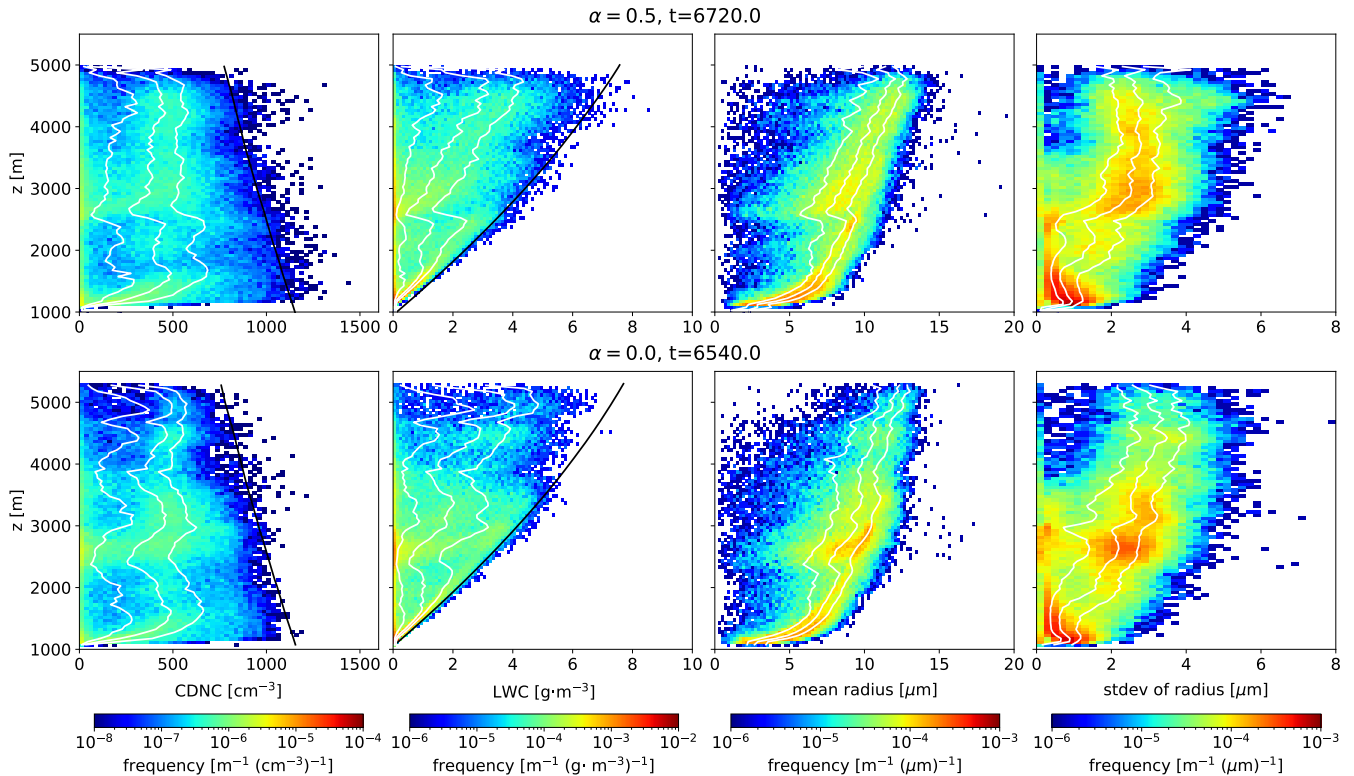 α = 0.5, t=6720.0
5000
4000
3000
2000
1000
z [m]
0 500 1000 1500
0 2 4 6 8 10
0 5 10 15 20
0 2 4 6 8
α = 0.0, t=6540.0
5000
4000
3000
2000
1000
z [m]
0 500 1000 1500
0 2 4 6 8 10
0 5 10 15 20
0 2 4 6 8
CDNC [cm⁻³]
LWC [g·m⁻³]
mean radius [μm]
stdev of radius [μm]
10⁻⁸ 10⁻⁷ 10⁻⁶ 10⁻⁵ 10⁻⁴
10⁻⁶ 10⁻⁵ 10⁻⁴ 10⁻³ 10⁻²
10⁻⁶ 10⁻⁵ 10⁻⁴ 10⁻³
10⁻⁶ 10⁻⁵ 10⁻⁴ 10⁻³
frequency [m⁻¹ (cm⁻³)⁻¹]
frequency [m⁻¹ (g· m⁻³)⁻¹]
frequency [m⁻¹ (μm)⁻¹]
frequency [m⁻¹ (μm)⁻¹]